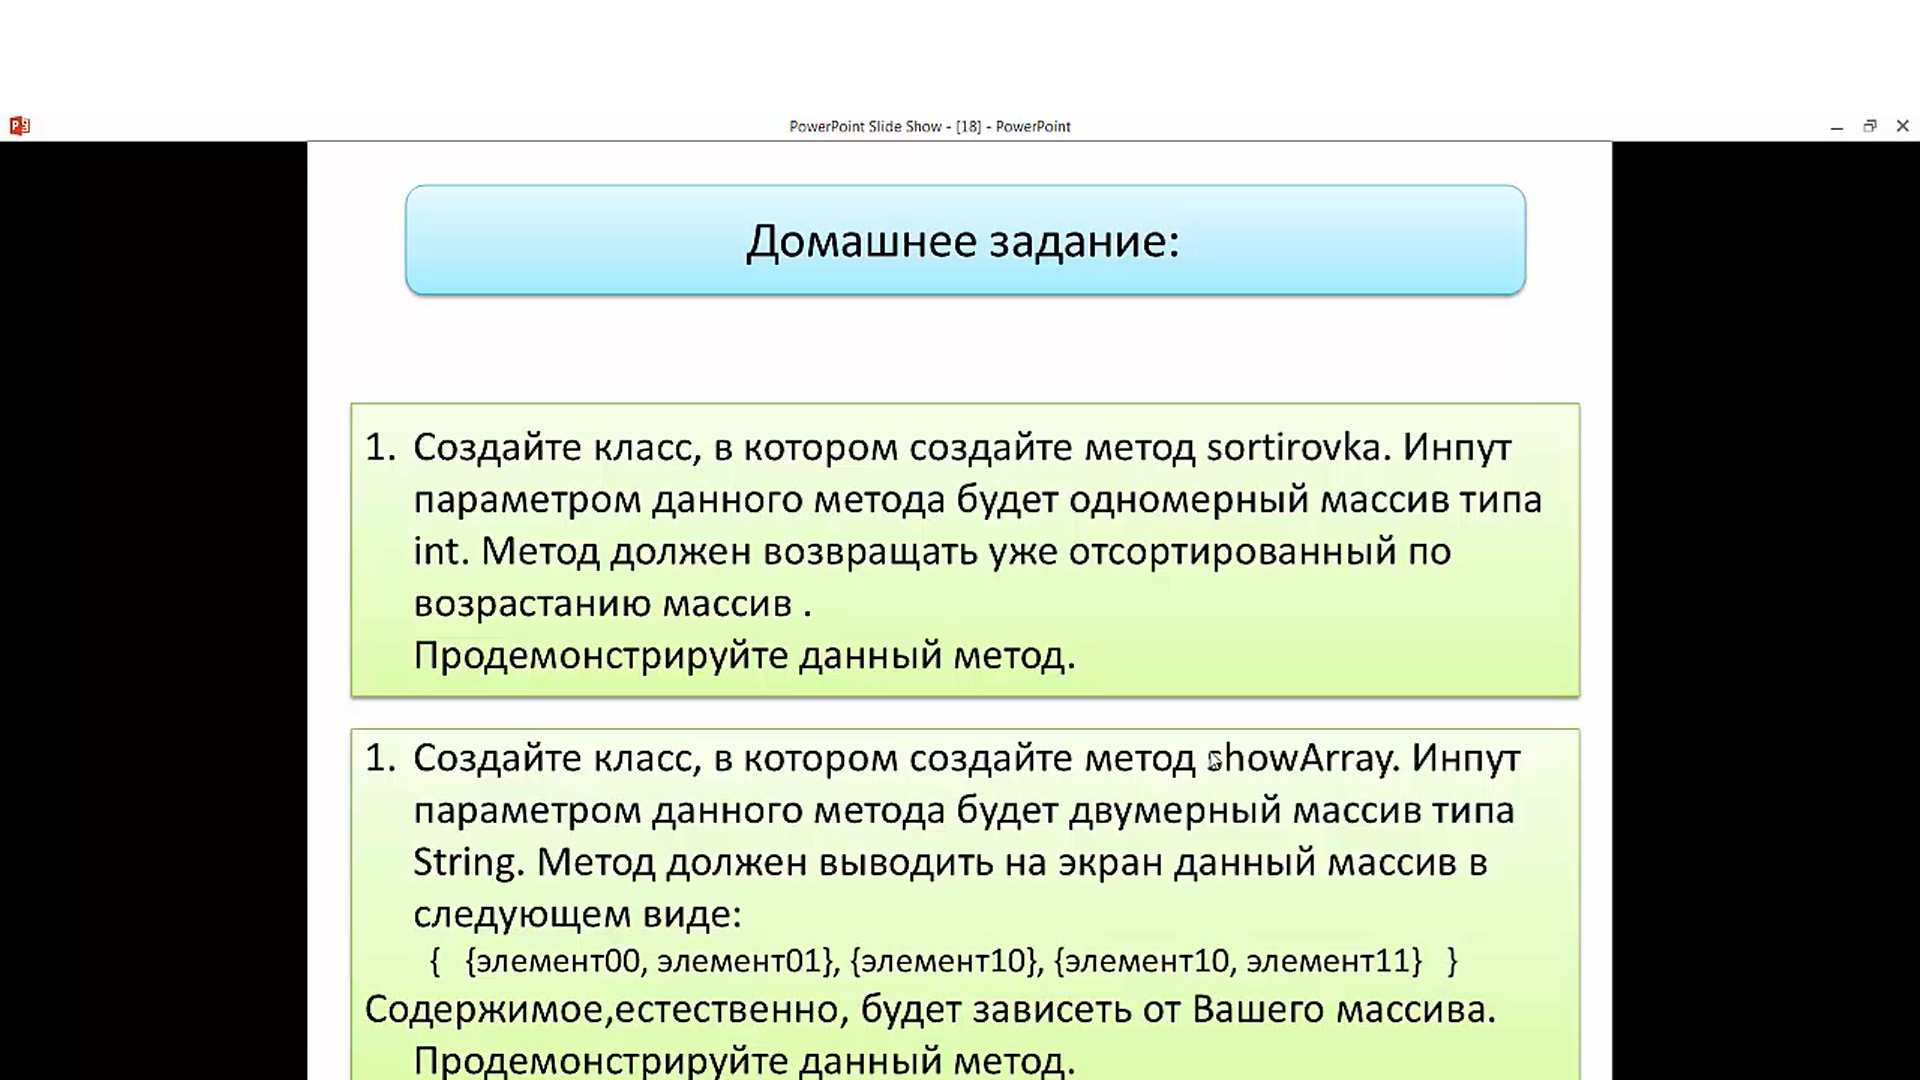 PowerPoint Slide Show - [18] - PowerPoint
Домашнее задание:
1. Создайте класс, в котором создайте метод sortirovka. Инпут
параметром данного метода будет одномерный массив типа
int. Метод должен возвращать уже отсортированный по
возрастанию массив .
Продемонстрируйте данный метод.
1. Создайте класс, в котором создайте метод showArray. Инпут
параметром данного метода будет двумерный массив типа
String. Метод должен выводить на экран данный массив в
следующем виде:
{ {элемент00, элемент01}, {элемент10}, {элемент10, элемент11} }
Содержимое,естественно, будет зависеть от Вашего массива.
Продемонстрируйте данный метод.